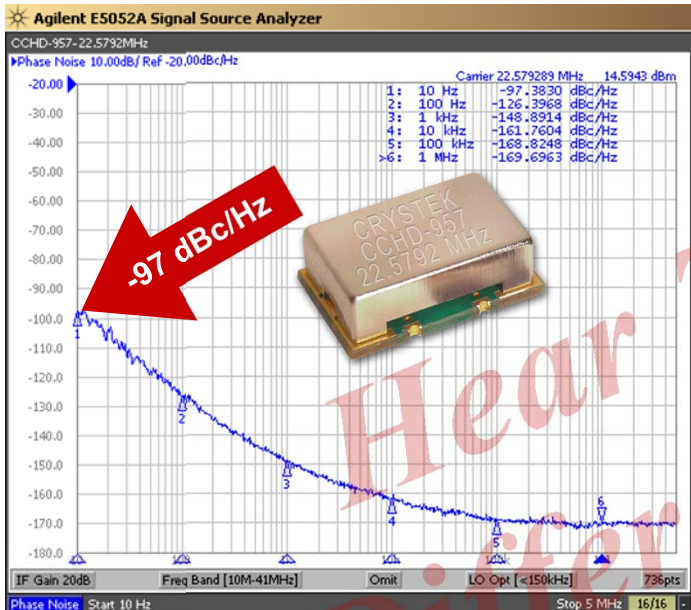 Agilent E5052A Signal Source Analyzer
CCHD-957-22.5792MHz
▶Phase Noise 10.00dB/ Ref -20.00dBc/Hz
Carrier 22.579289 MHz 14.5943 dBm
1: 10 Hz -97.3830 dBc/Hz
2: 100 Hz -126.3968 dBc/Hz
3: 1 kHz -148.8914 dBc/Hz
4: 10 kHz -161.7604 dBc/Hz
5: 100 kHz -168.8248 dBc/Hz
>6: 1 MHz -169.6963 dBc/Hz
-20.00
-30.00
-40.00
-50.00
-60.00
-70.00
-80.00
-90.00
-100.0
-110.0
-120.0
-130.0
-140.0
-150.0
-160.0
-170.0
-180.0
-97 dBc/Hz
CRYSTEK
CCHD-957
22.5792 MHz
Hear
Differ
1
2
3
4
5
6
IF Gain 20dB
Freq Band [10M-41MHz]
Omit
LO Opt [<150kHz]
736pts
Phase Noise Start 10 Hz
Stop 5 MHz 16/16